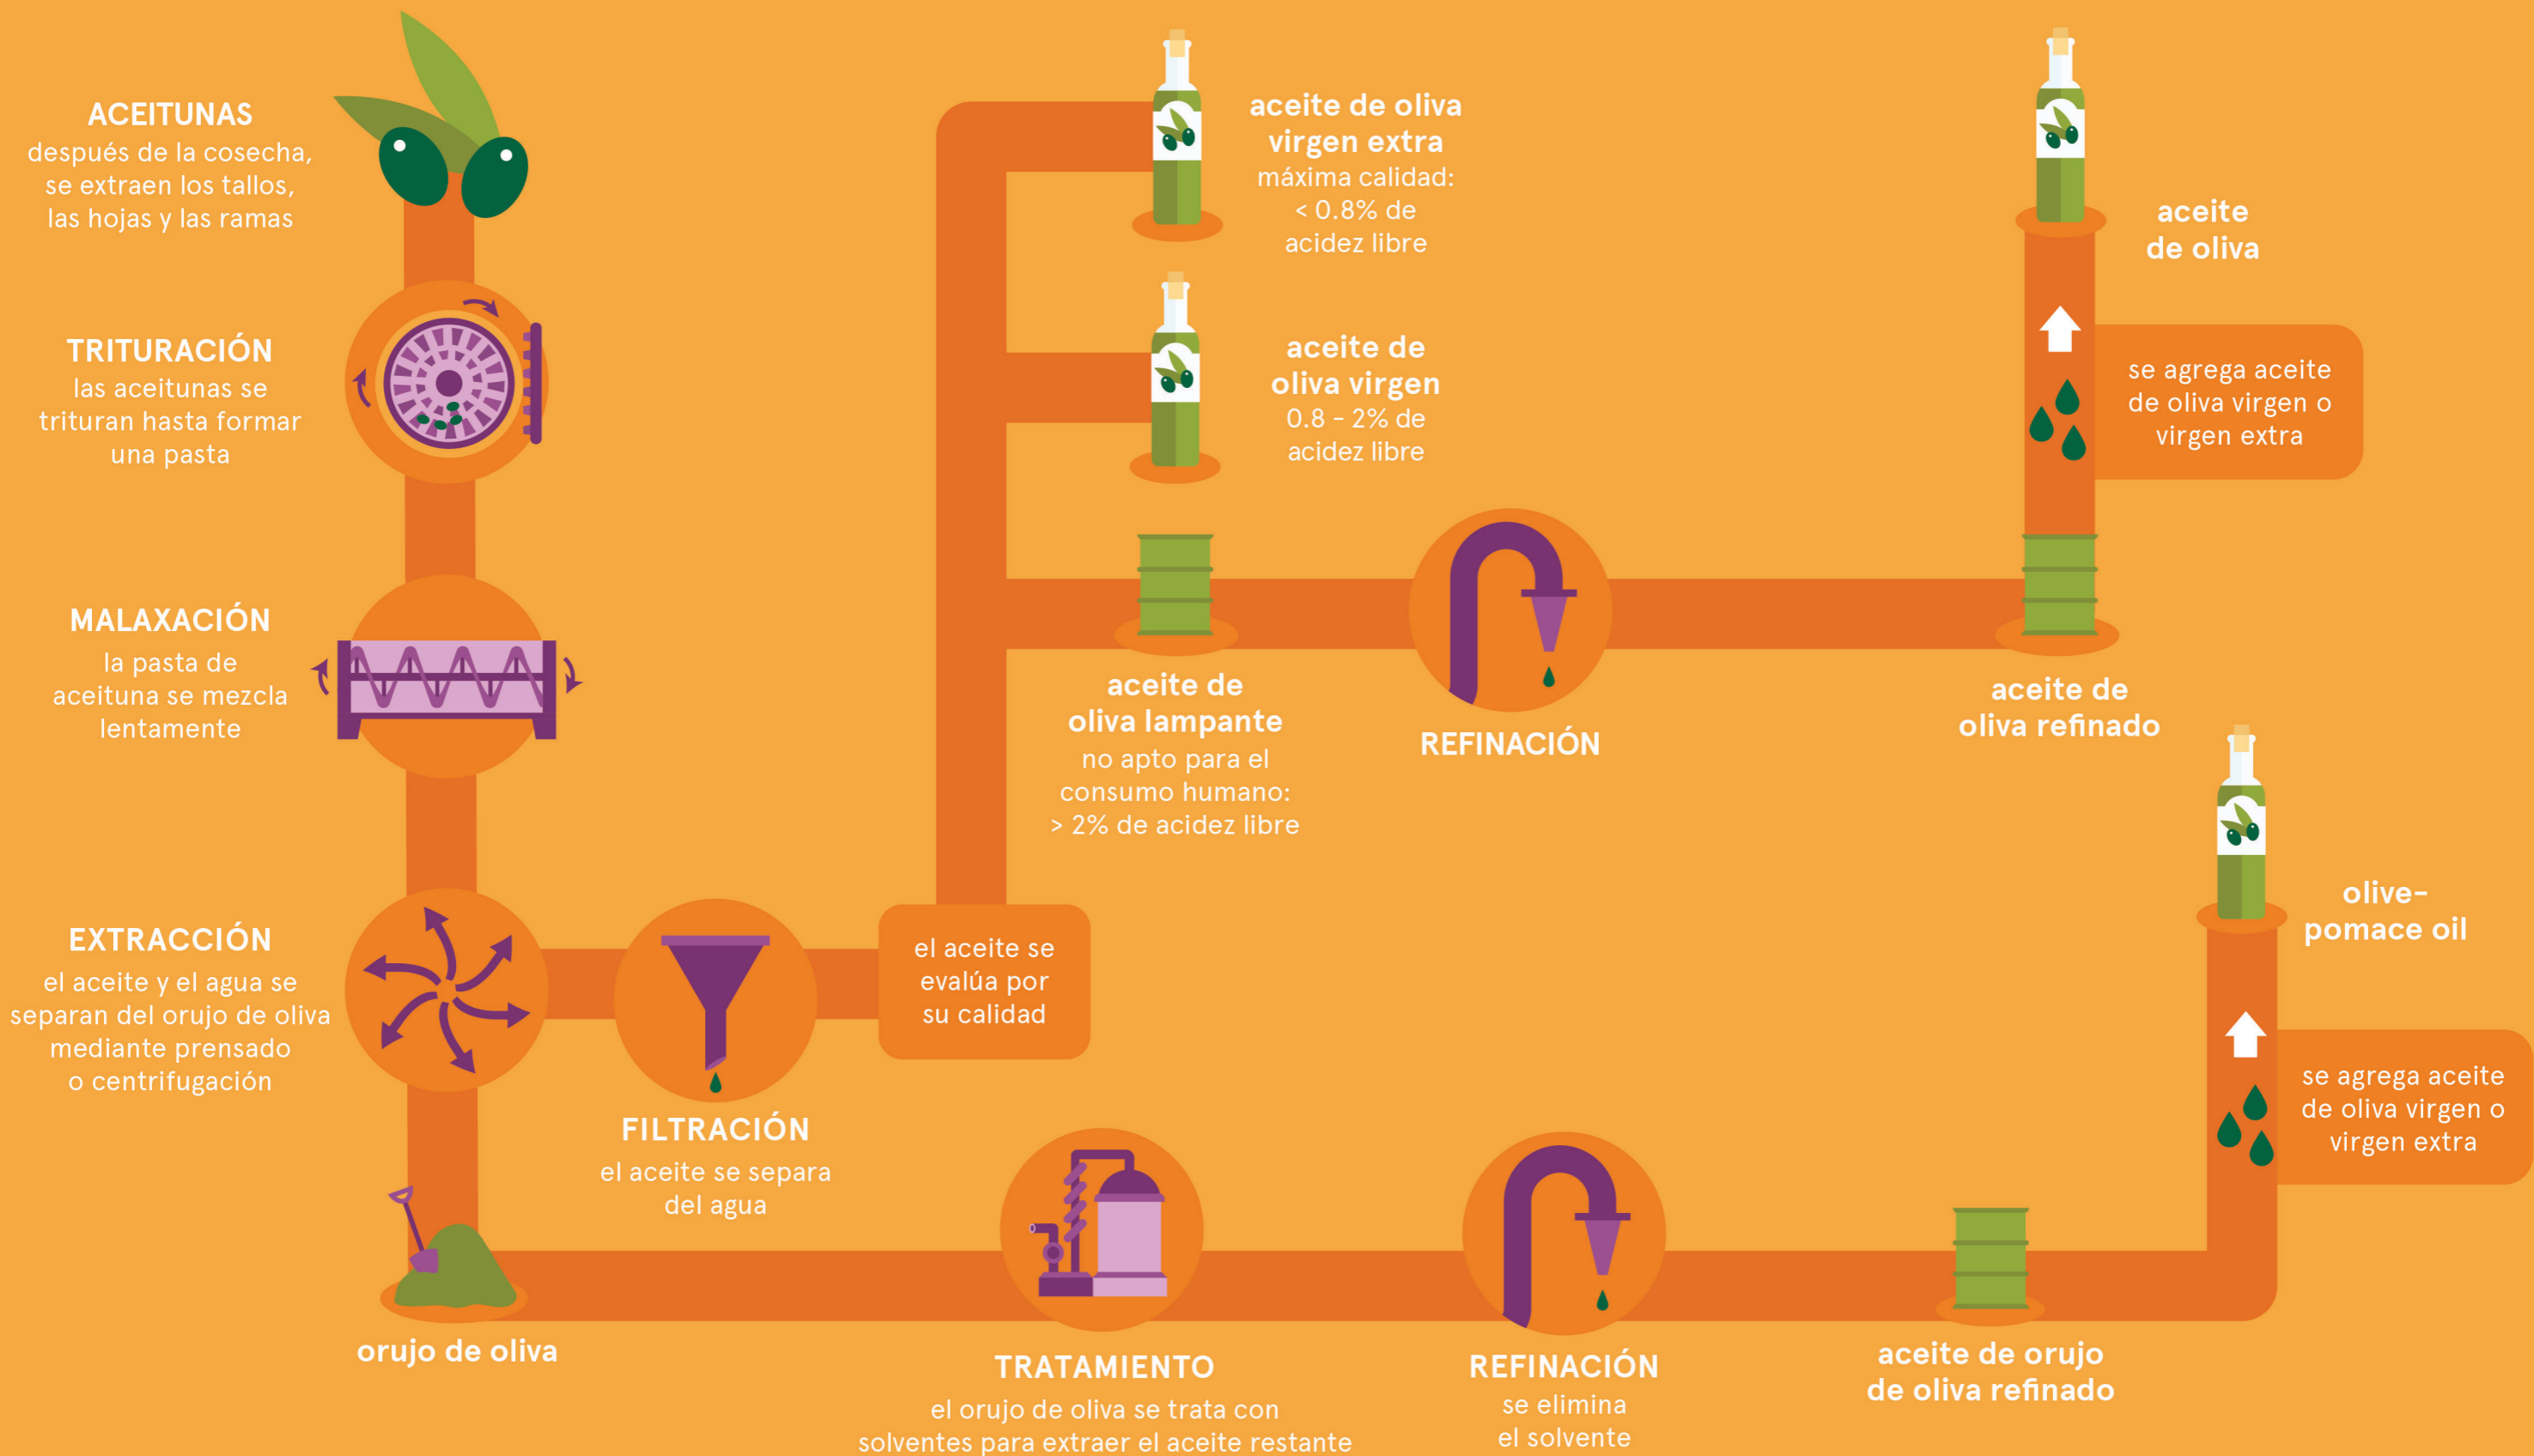 ACEITUNAS
después de la cosecha,
se extraen los tallos,
las hojas y las ramas
TRITURACIÓN
las aceitunas se
trituran hasta formar
una pasta
MALAXACIÓN
la pasta de
aceituna se mezcla
lentamente
EXTRACCIÓN
el aceite y el agua se
separan del orujo de oliva
mediante prensado
o centrifugación
FILTRACIÓN
el aceite se separa
del agua
el aceite se
evalúa por
su calidad
aceite de oliva
virgen extra
máxima calidad:
< 0.8% de
acidez libre
aceite de
oliva virgen
0.8 - 2% de
acidez libre
aceite de
oliva lampante
no apto para el
consumo humano:
> 2% de acidez libre
REFINACIÓN
aceite de
oliva refinado
se agrega aceite
de oliva virgen o
virgen extra
aceite
de oliva
orujo de oliva
TRATAMIENTO
el orujo de oliva se trata con
solventes para extraer el aceite restante
REFINACIÓN
se elimina
el solvente
aceite de orujo
de oliva refinado
se agrega aceite
de oliva virgen o
virgen extra
olive-
pomace oil